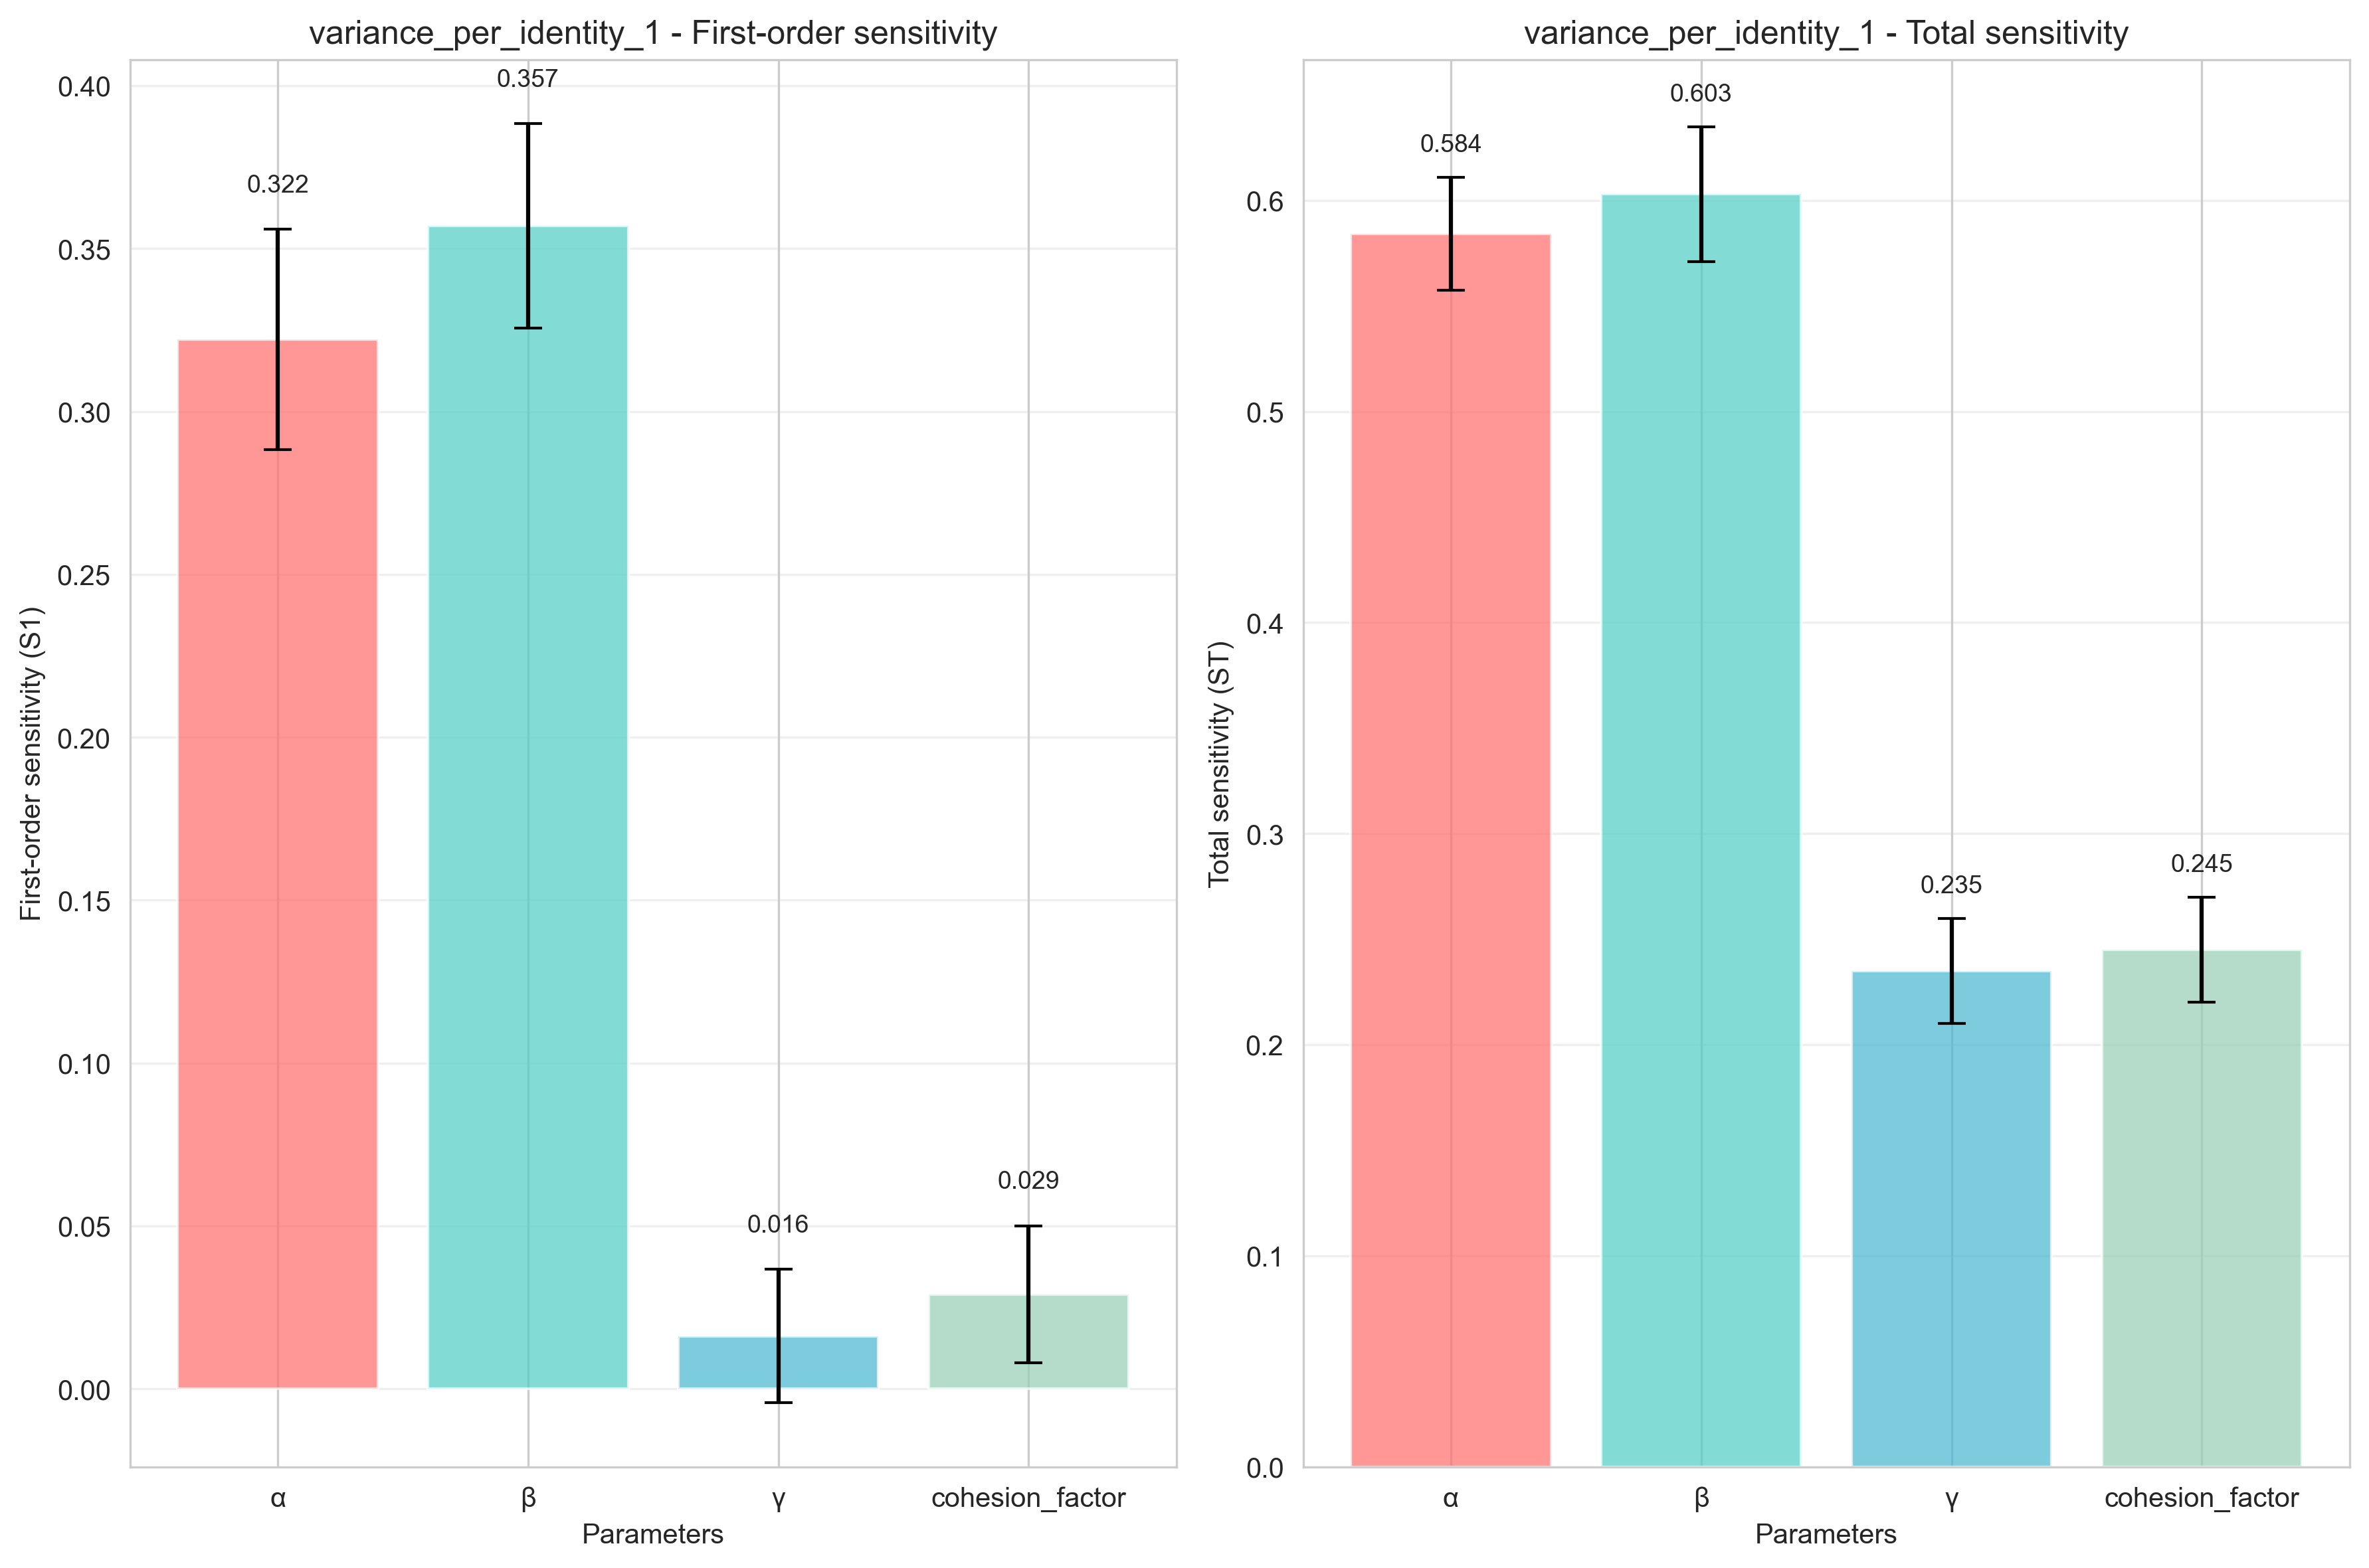 variance_per_identity_1 - First-order sensitivity
0.40
0.35
0.30
0.25
0.20
0.15
0.10
0.05
0.00
First-order sensitivity (S1)
0.322
0.357
0.016
0.029
α
β
γ
cohesion_factor
Parameters
variance_per_identity_1 - Total sensitivity
0.6
0.5
0.4
0.3
0.2
0.1
0.0
Total sensitivity (ST)
0.584
0.603
0.235
0.245
α
β
γ
cohesion_factor
Parameters